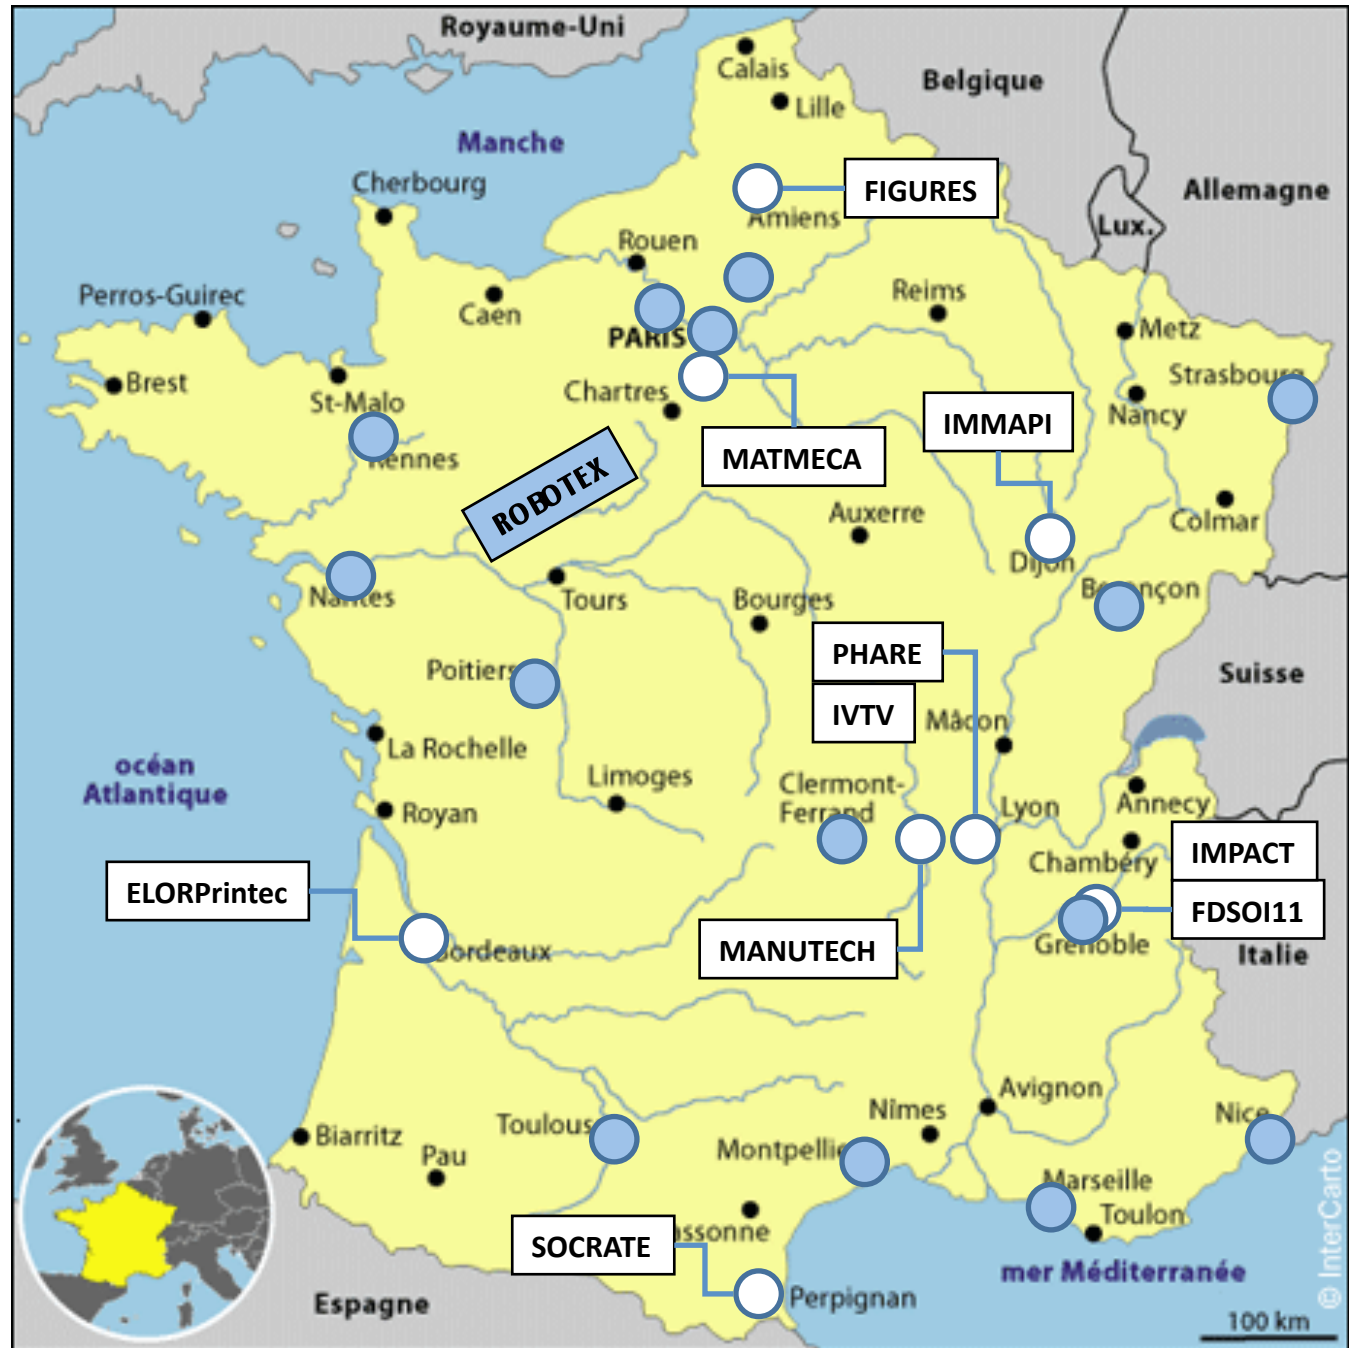 Royaume-Uni
Calais
Belgique
Lille
Manche
Cherbourg
FIGURES
Allemagne
Amiens
Lux.
Rouen
Perros-Guirec
Caen
Reims
PARIS
Metz
Brest
Chartres
Strasbourg
St-Malo
IMMAPI
Nancy
Rennes
MATMECA
ROBOTEX
Auxerre
Colmar
Dijon
Nantes
Tours
Bourges
Besançon
PHARE
Poitiers
Suisse
IVTV
Mâcon
La Rochelle
océan
Atlantique
Limoges
Clermont-
Ferrand
Royan
Lyon
Annecy
Chambéry
IMPACT
ELORPrintec
FDSOI11
Bordeaux
MANUTECH
Grenoble
Italie
Avignon
Nîmes
Nice
Toulous
Biarritz
Pau
Montpellie
Marseille
Toulon
SOCRATE
assonne
mer Méditerranée
Espagne
Perpignan
100 km
© InterCarto